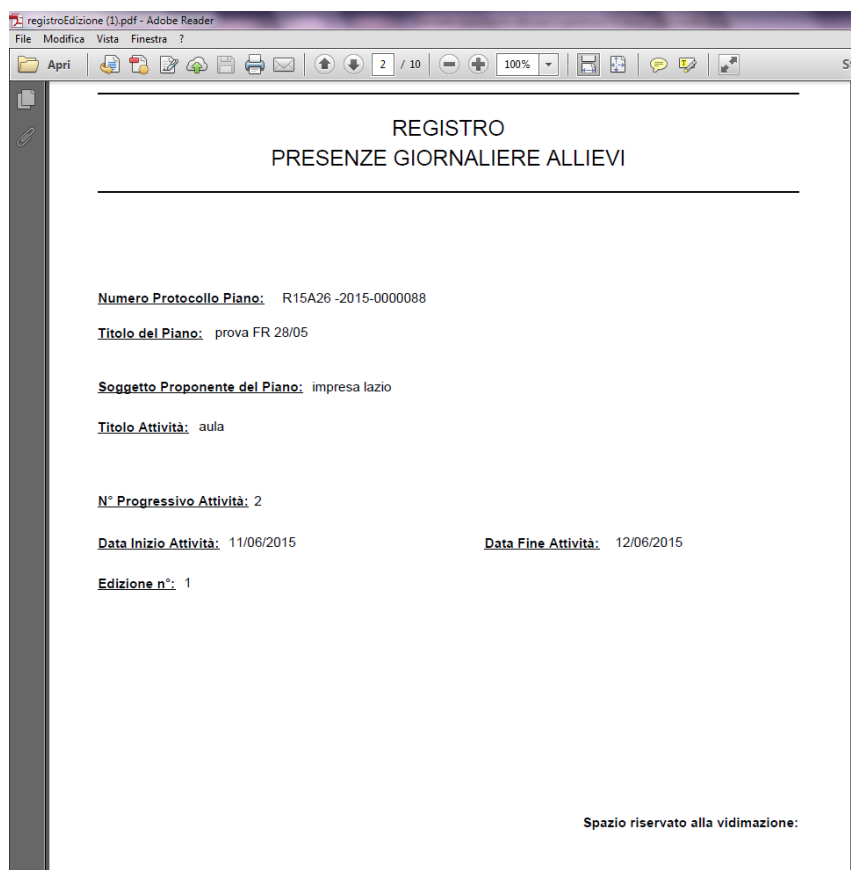 registroEdizione (1).pdf - Adobe Reader
File Modifica Vista Finestra ?
Apri 2 / 10 100%
REGISTRO
PRESENZE GIORNALIERE ALLIEVI
Numero Protocollo Piano: R15A26 -2015-0000088
Titolo del Piano: prova FR 28/05
Soggetto Proponente del Piano: impresa lazio
Titolo Attività: aula
N° Progressivo Attività: 2
Data Inizio Attività: 11/06/2015 Data Fine Attività: 12/06/2015
Edizione n°: 1
Spazio riservato alla vidimazione: